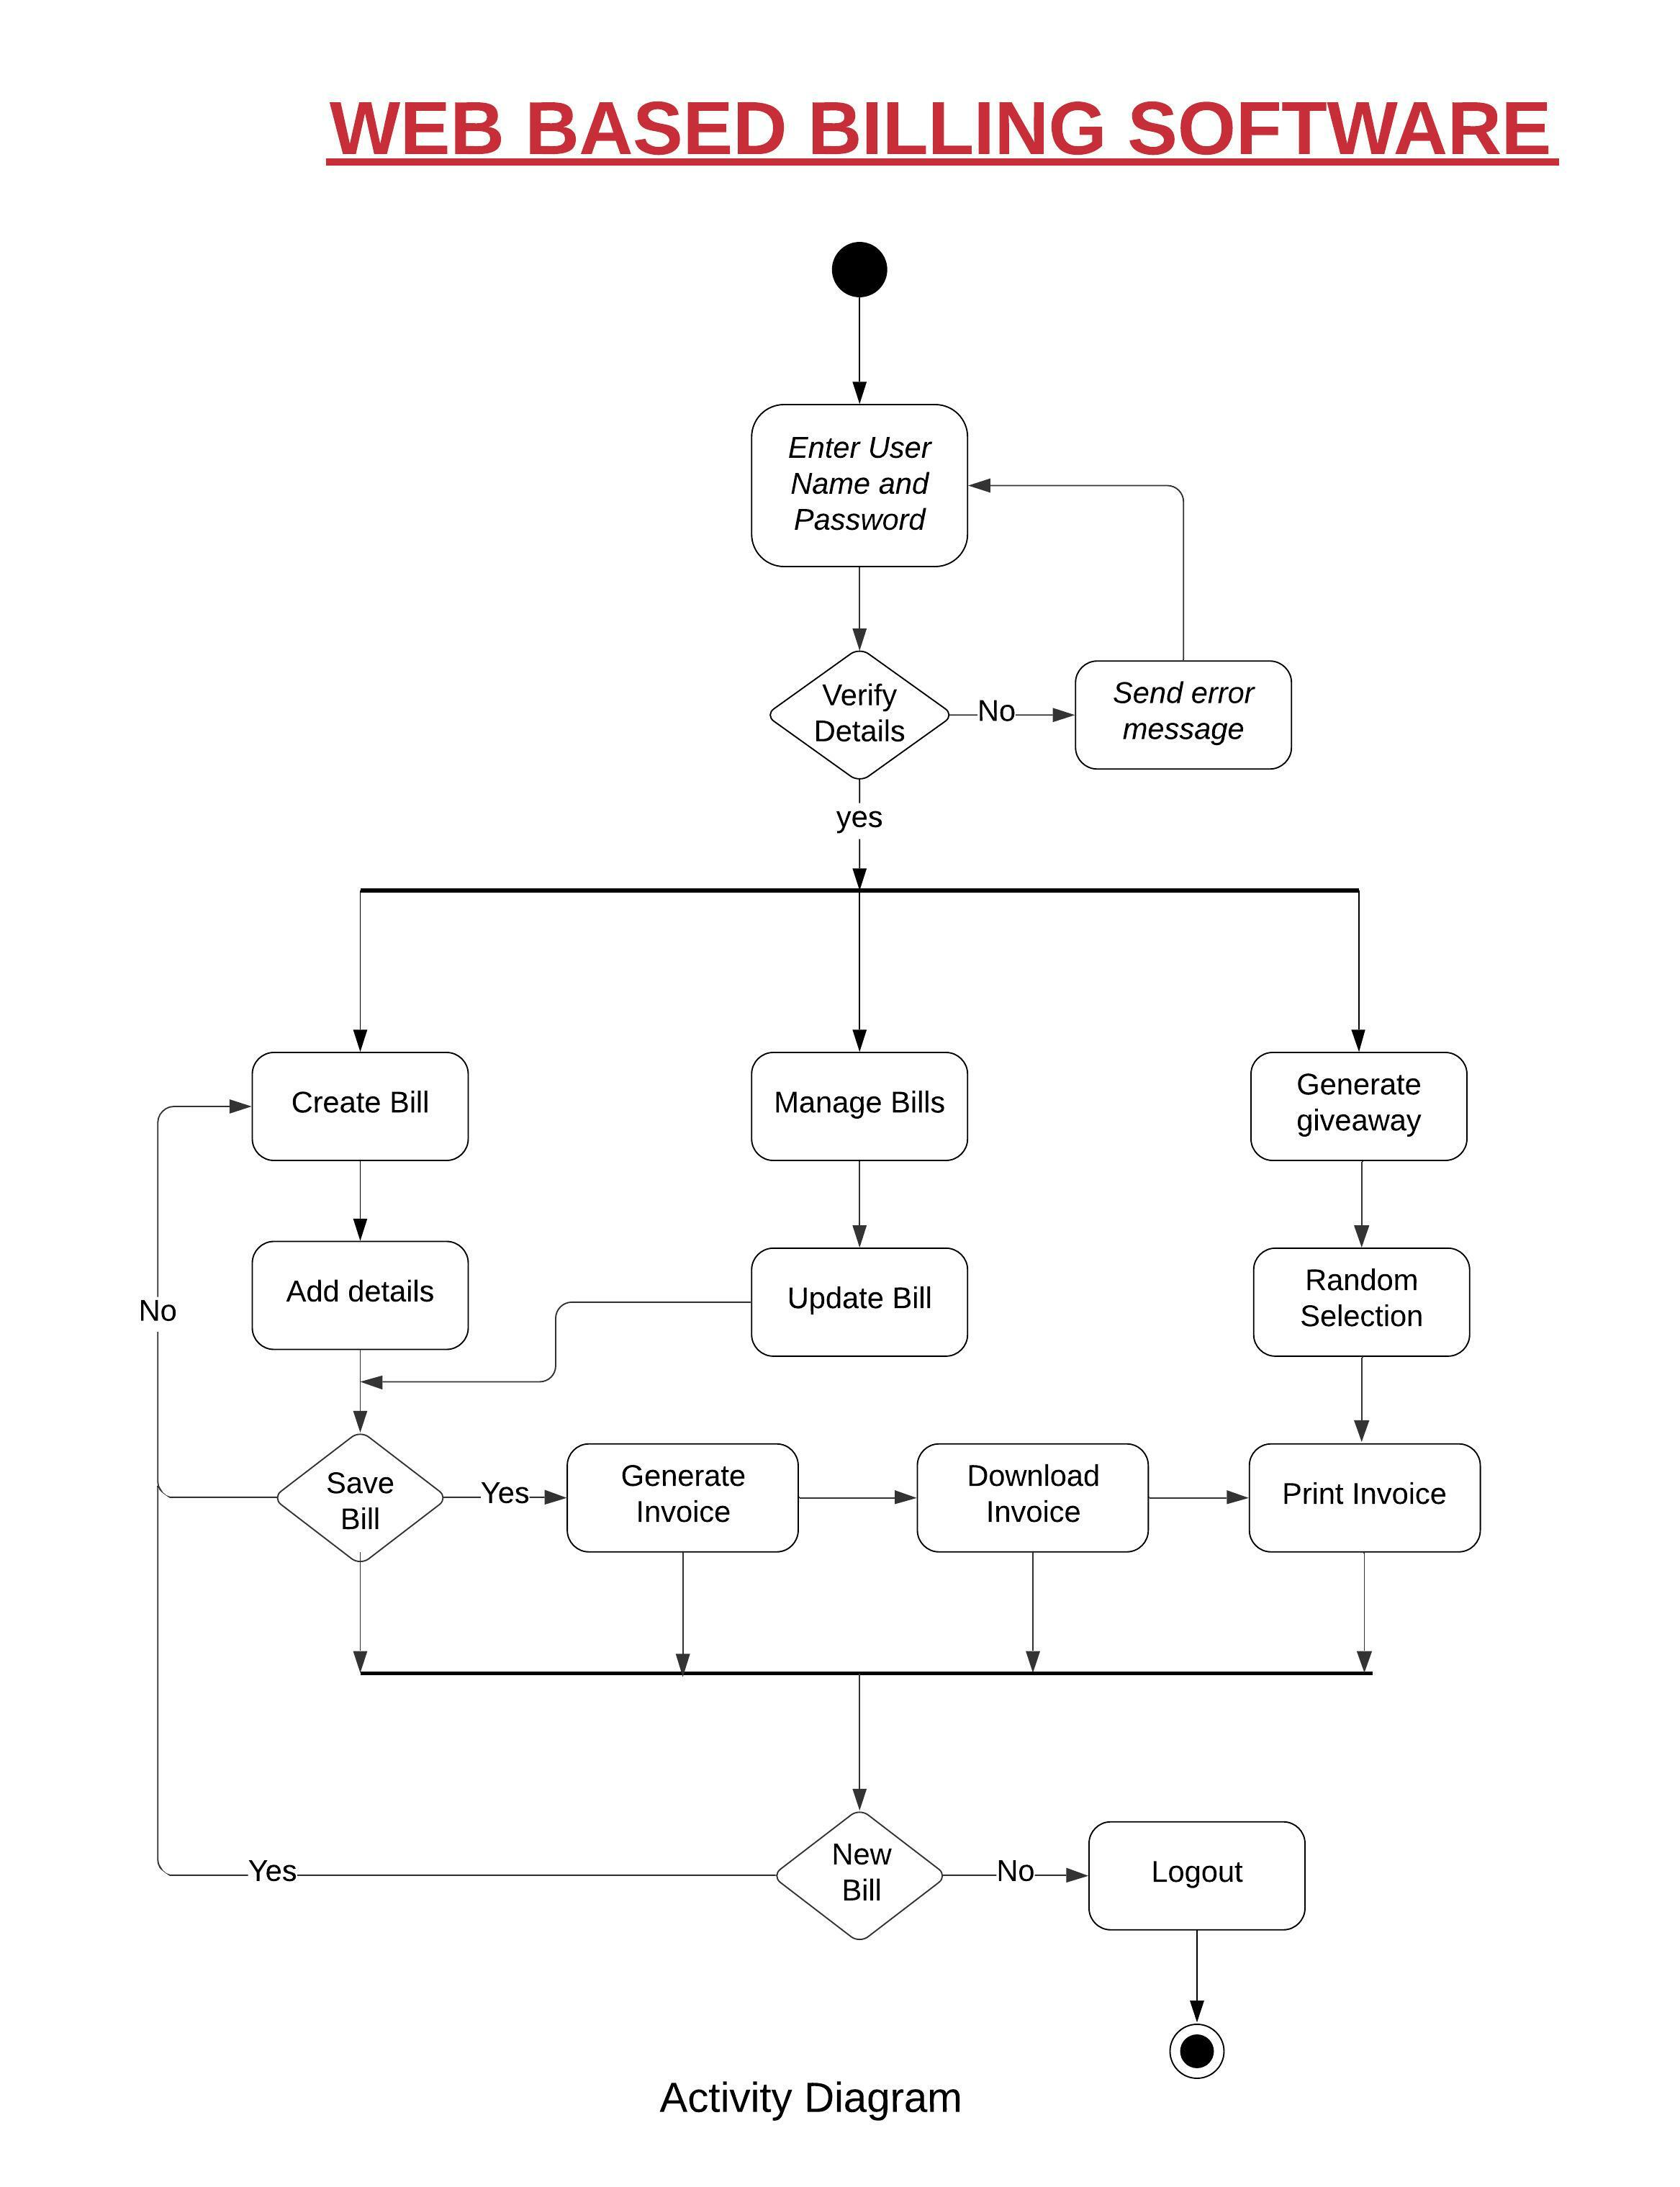 WEB BASED BILLING SOFTWARE
Enter User
Name and
Password
Verify
Details
No
Send error
message
yes
Create Bill
Manage Bills
Generate
giveaway
Add details
Update Bill
Random
Selection
No
Save
Bill
Yes
Generate
Invoice
Download
Invoice
Print Invoice
New
Bill
Yes
No
Logout
Activity Diagram